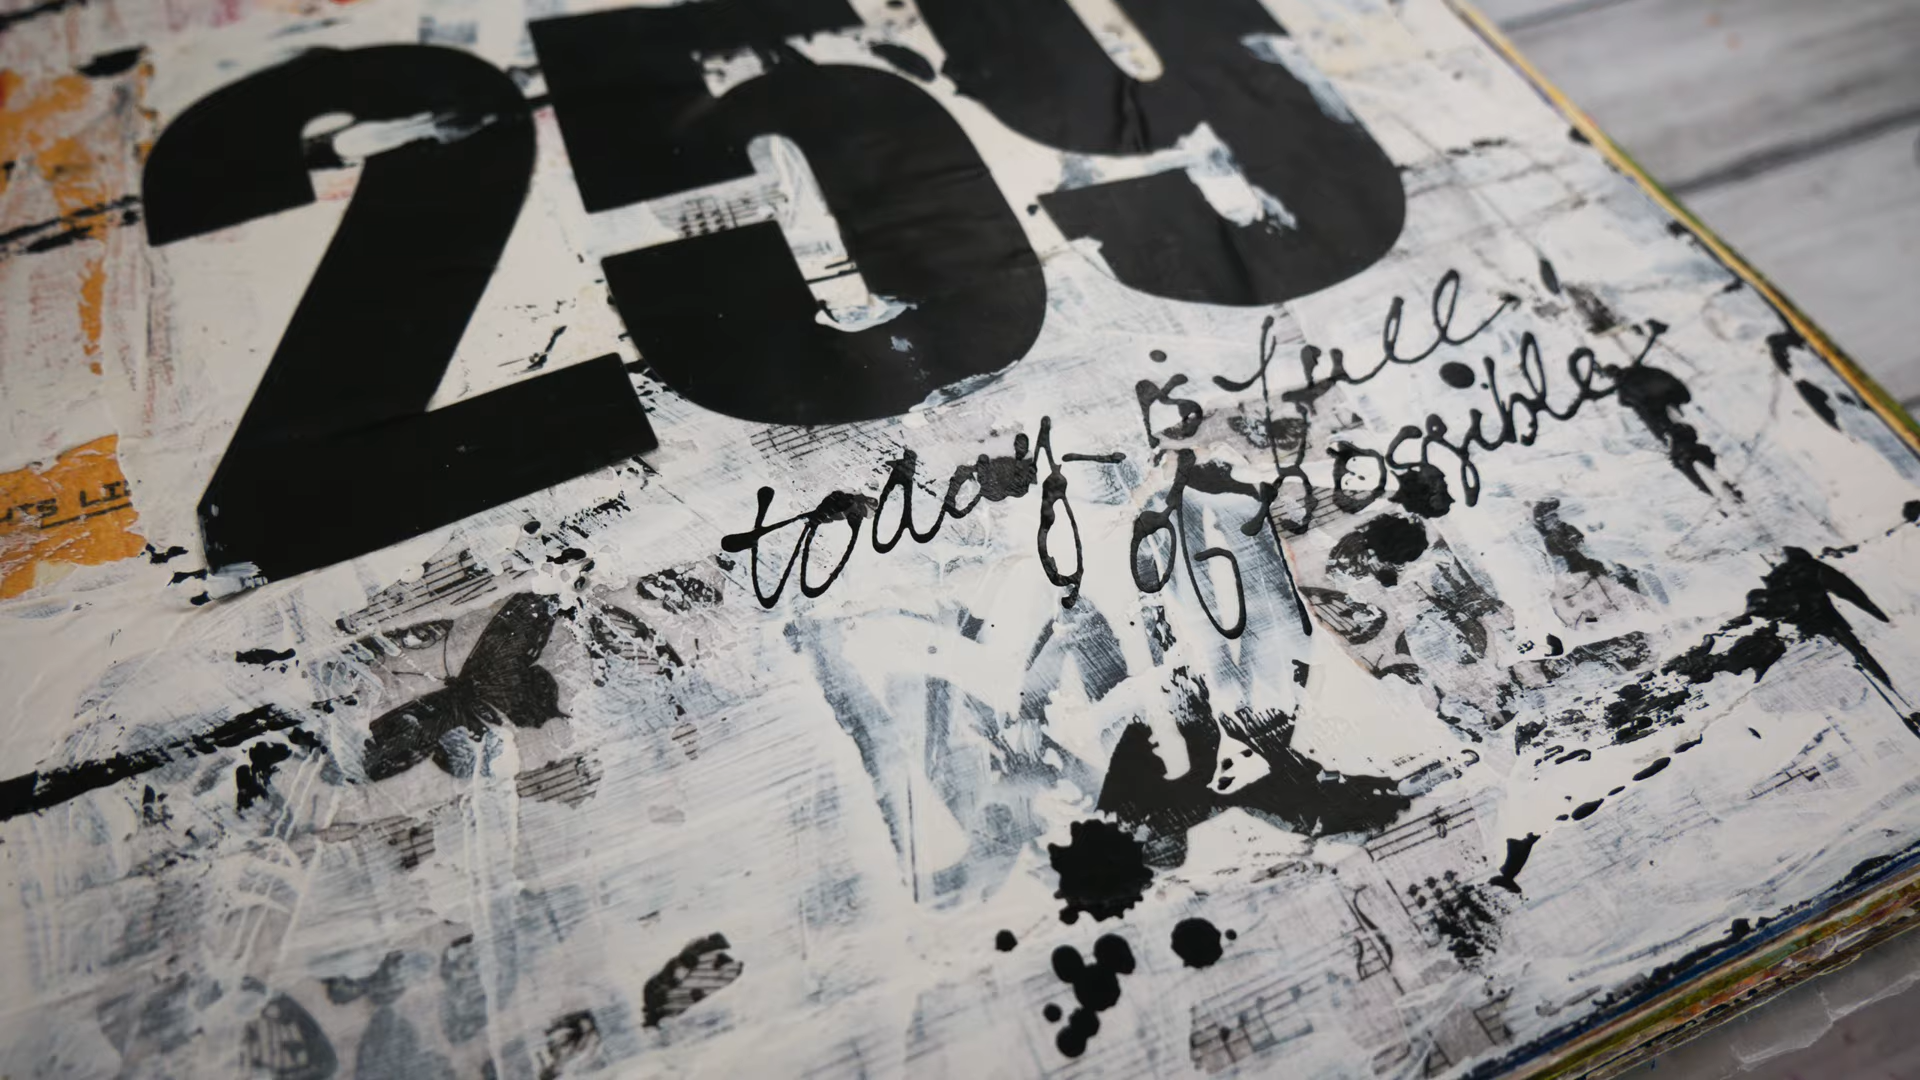 259
today is full
of possible